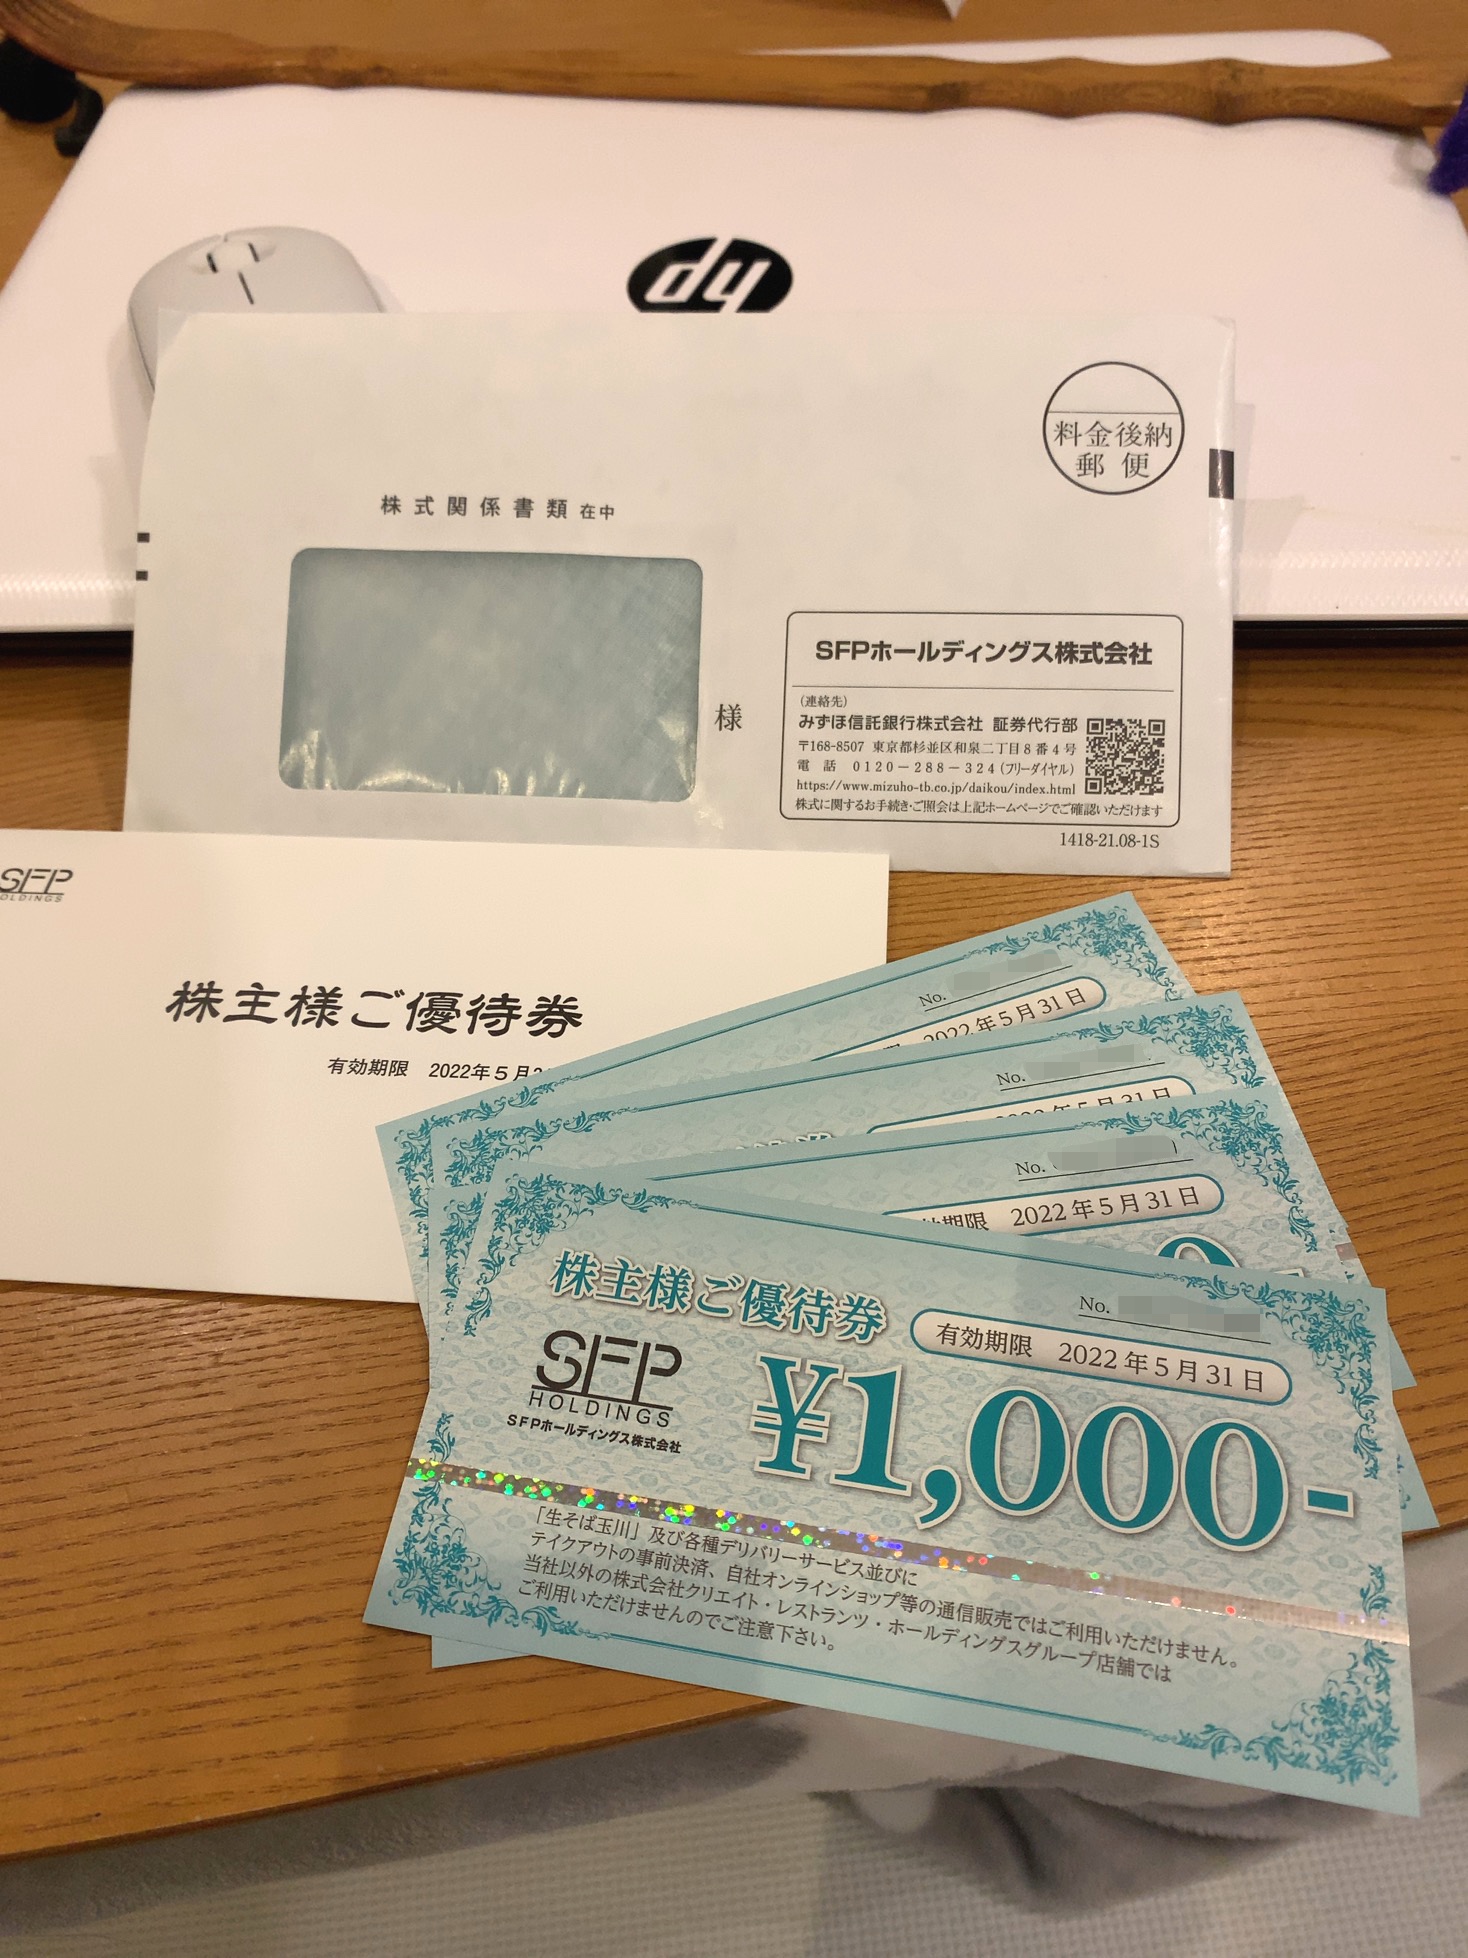 hp
料金後納
郵便
株式関係書類在中
様
SFPホールディングス株式会社
(連絡先)
みずほ信託銀行株式会社 証券代行部
〒168-8507 東京都杉並区和泉二丁目8番4号
電話 0120-288-324(フリーダイヤル)
https://www.mizuho-tb.co.jp/daikou/index.html
株式に関するお手続き・ご照会は上記ホームページでご確認いただけます
1418-21.08-1S
SFP
HOLDINGS
株主様ご優待券
有効期限 2022年5月
No.
2022年5月31日
No.
2022年5月31日
No.
有効期限 2022年5月31日
株主様ご優待券
No.
有効期限 2022年5月31日
SFP
HOLDINGS
SFPホールディングス株式会社
¥1,000-
「生そば玉川」及び各種デリバリーサービス並びに
テイクアウトの事前決済、自社オンラインショップ等の通信販売ではご利用いただけません。
当社以外の株式会社クリエイト・レストランツ・ホールディングスグループ店舗では
ご利用いただけませんのでご注意下さい。